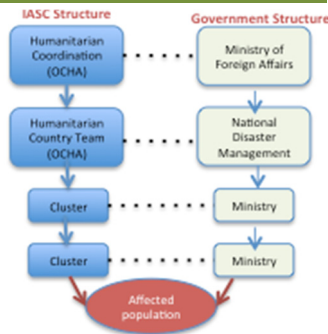 IASC Structure
Government Structure
Humanitarian
Coordination
(OCHA)
Ministry of
Foreign Affairs
Humanitarian
Country Team
(OCHA)
National
Disaster
Management
Cluster
Ministry
Cluster
Ministry
Affected
population